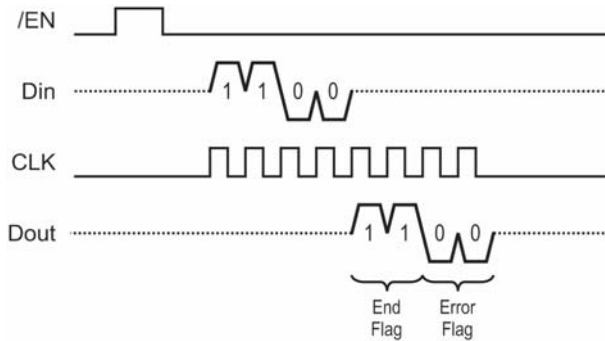 /EN
Din
1 1 0 0
CLK
Dout
1 1 0 0
End Error
Flag Flag